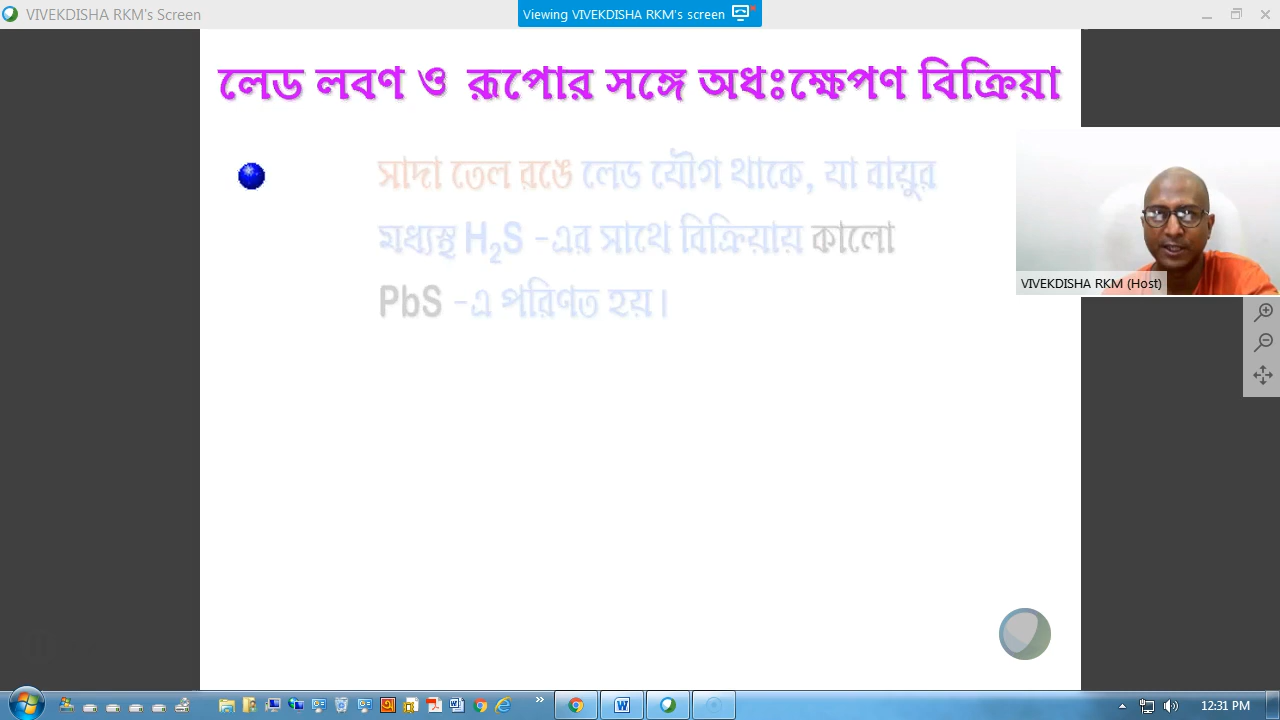 VIVEKDISHA RKM's Screen
Viewing VIVEKDISHA RKM's screen
লেড লবণ ও রূপোর সঙ্গে অধঃক্ষেপণ বিক্রিয়া
সাদা তেল রঙে লেড যৌগ থাকে, যা বায়ুর
মধ্যস্থ H₂S -এর সাথে বিক্রিয়ায় কালো
PbS -এ পরিণত হয়।
VIVEKDISHA RKM (Host)
12:31 PM